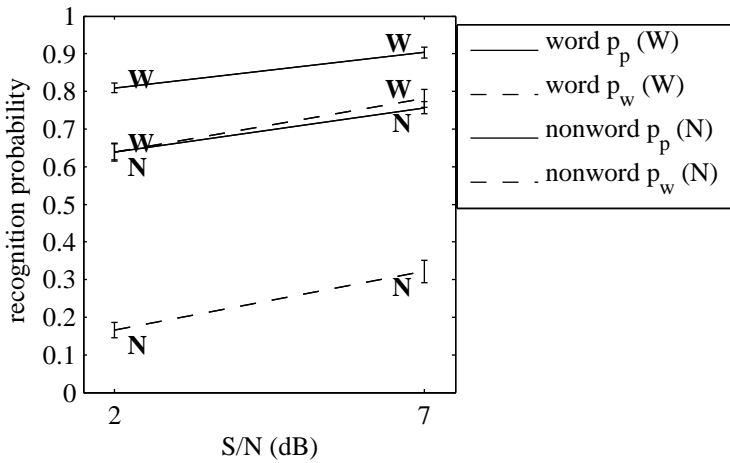 1
0.9
0.8
0.7
0.6
0.5
0.4
0.3
0.2
0.1
0
recognition probability
W
W
W
W
N
N
N
N
2
7
S/N (dB)
word p_p (W)
word p_w (W)
nonword p_p (N)
nonword p_w (N)